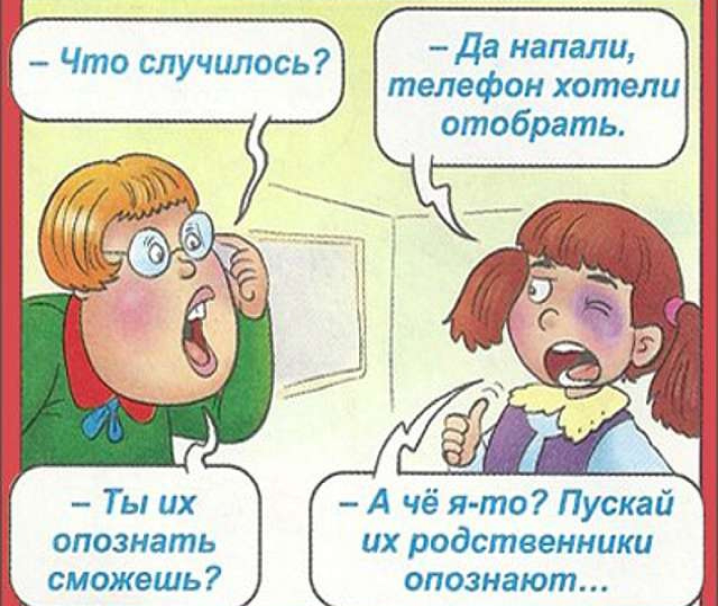 – Что случилось?
– Да напали,
телефон хотели
отобрать.
– Ты их
опознать
сможешь?
– А чё я-то? Пускай
их родственники
опознают...